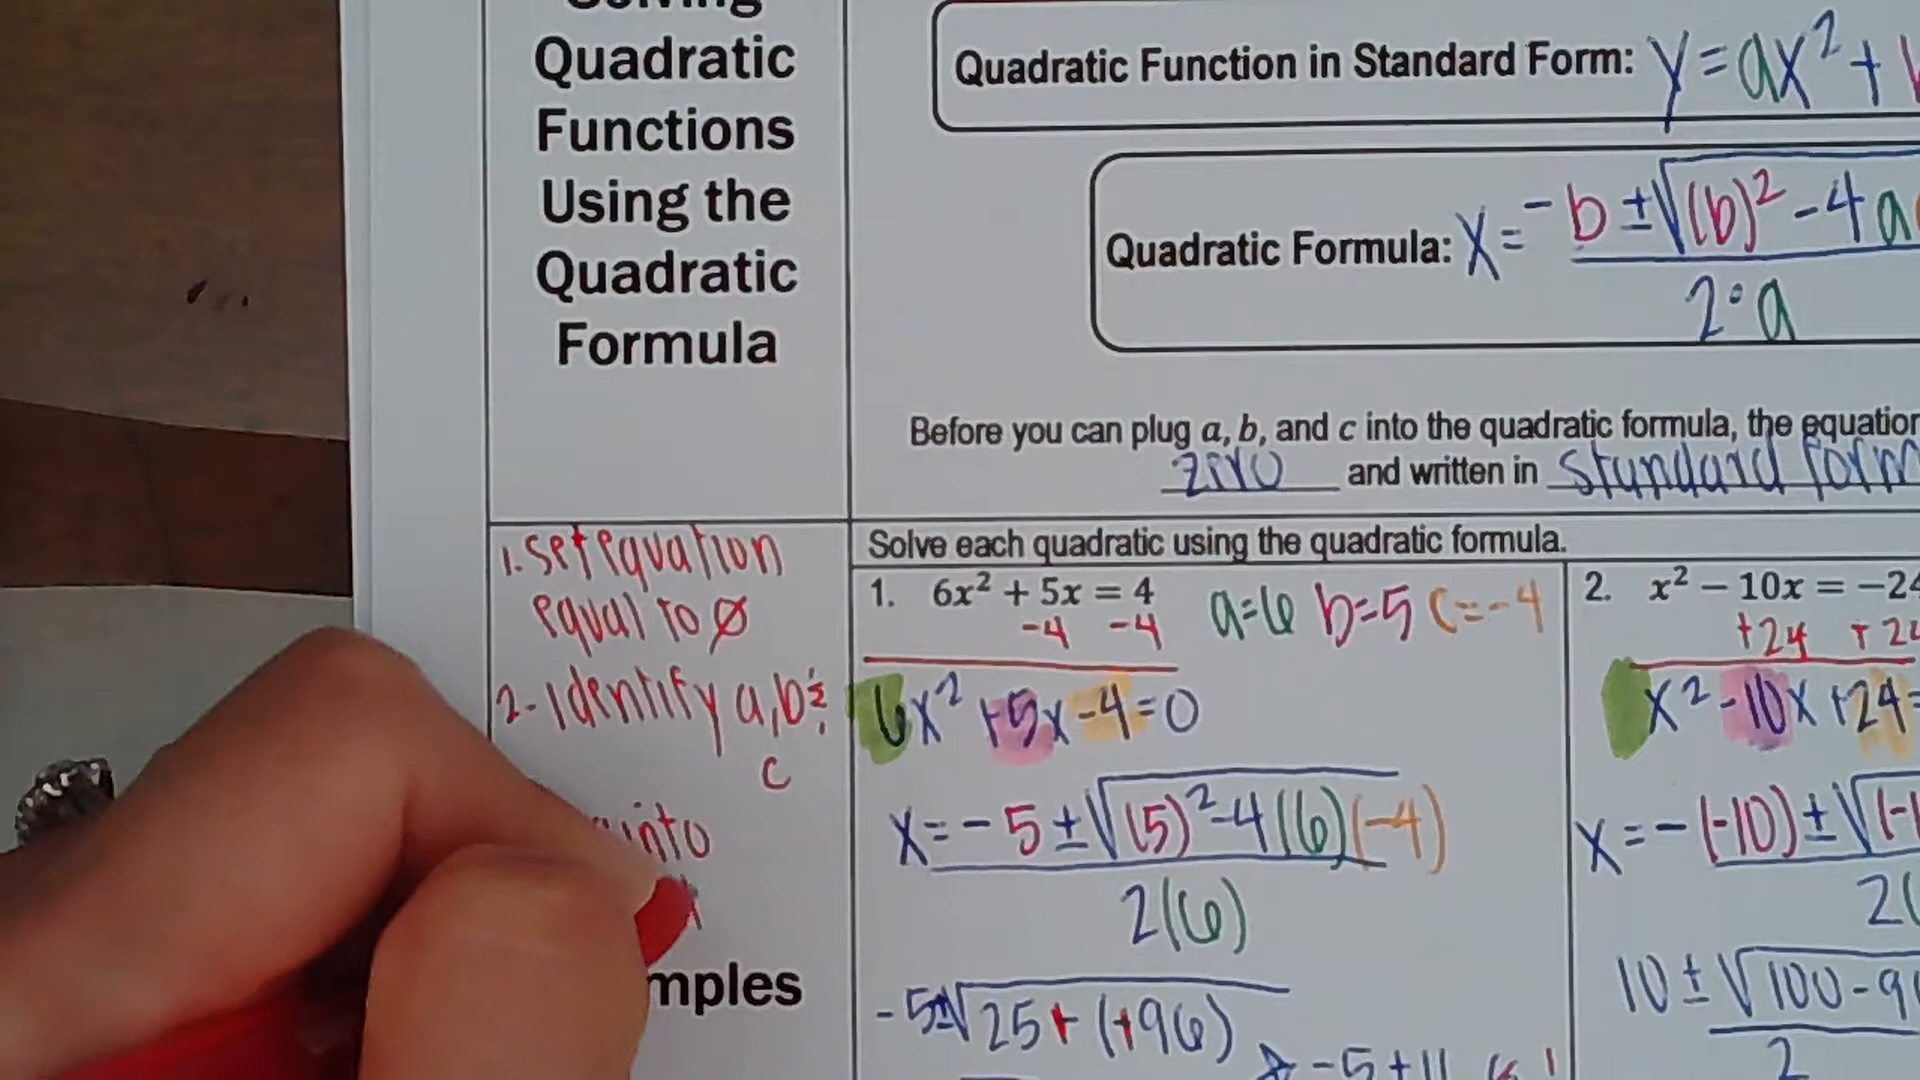 Solving
Quadratic
Functions
Using the
Quadratic
Formula
Quadratic Function in Standard Form: y = ax² +
Quadratic Formula: x = -b ± √(b)² - 4a
2·a
Before you can plug a, b, and c into the quadratic formula, the equation
zero and written in standard form
1. set equation
equal to ∅
2- Identify a, b &
c
into
mples
Solve each quadratic using the quadratic formula.
1. 6x² + 5x = 4 a=6 b=5 c=-4
-4 -4
6x² +5x -4 = 0
x = -5 ± √(5)² - 4(6)(-4)
2(6)
-5 ± √25 + (+96)
-5 + 11
2. x² − 10x = −24
+24 +24
x² -10x +24 =
x = -(-10) ± √(-1
2(
10 ± √100 - 9
2